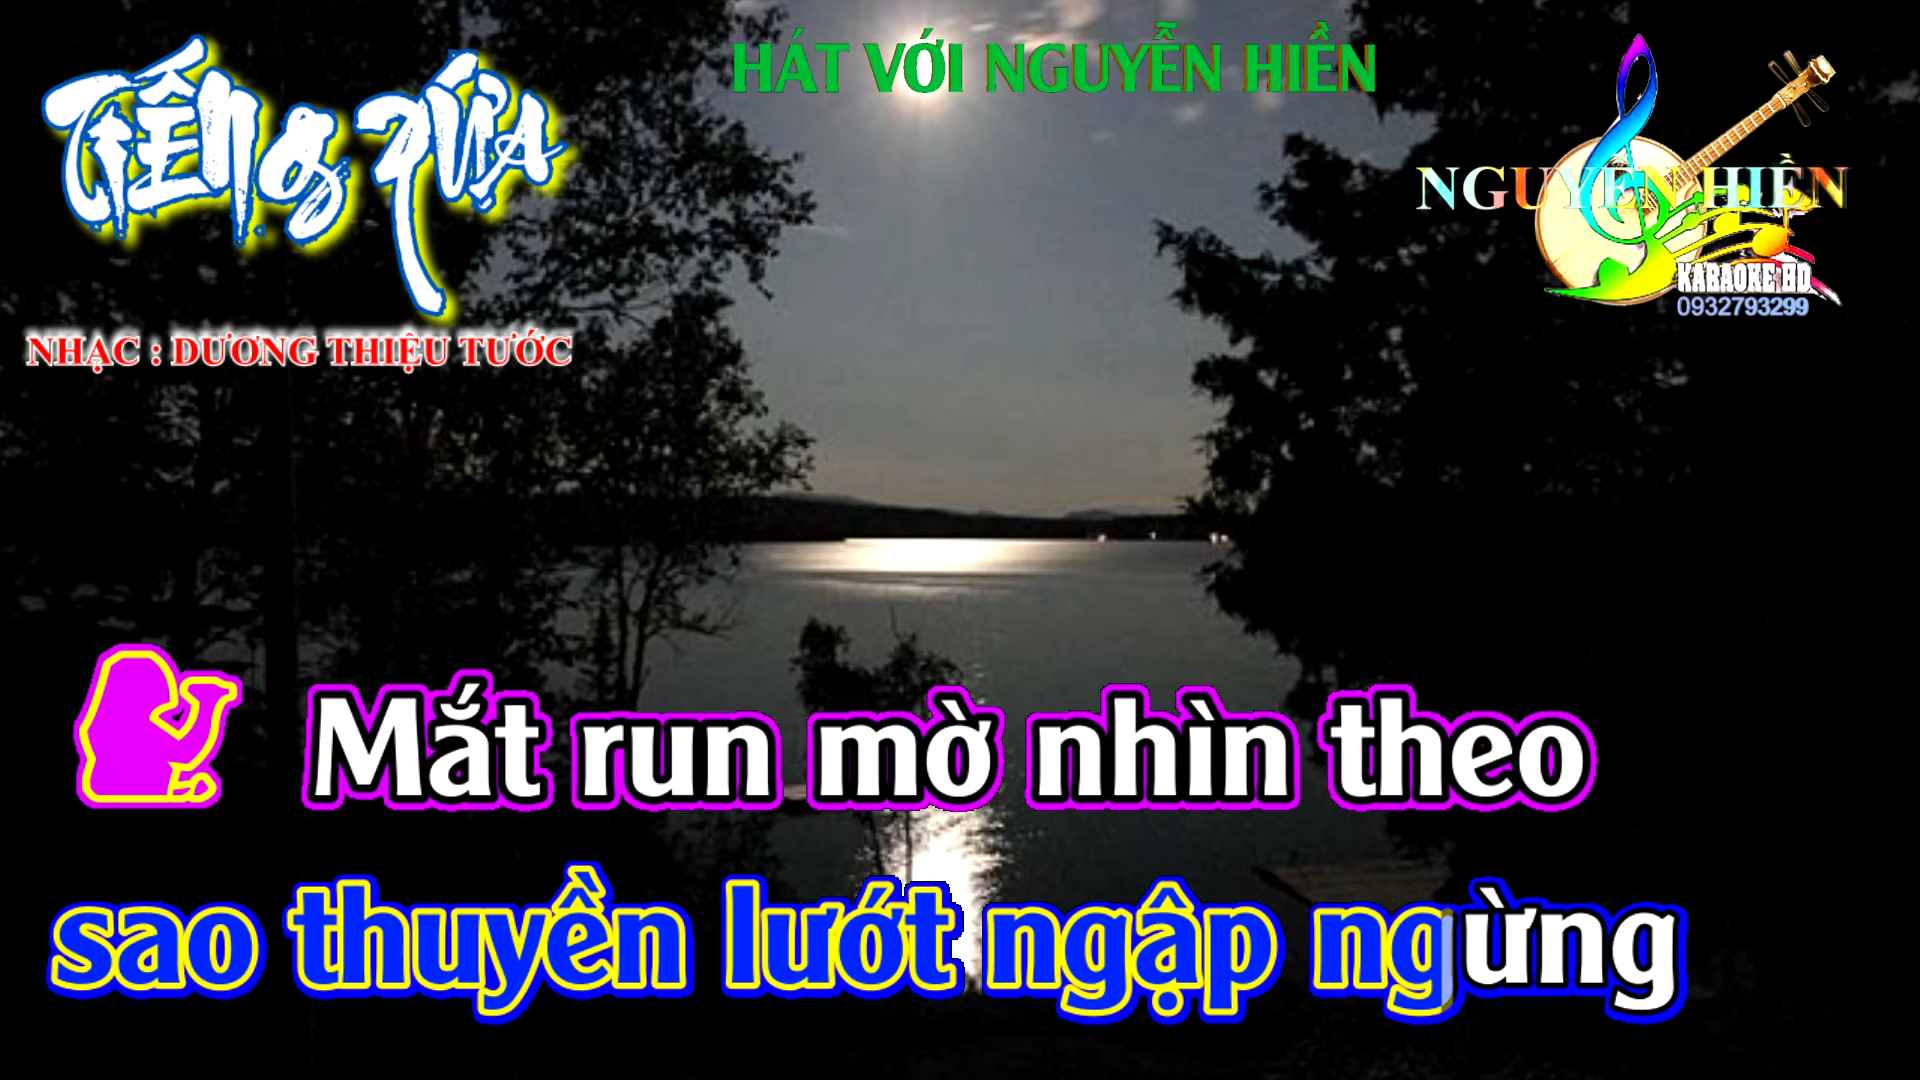 TIẾNG XƯA
HÁT VỚI NGUYỄN HIỀN
NGUYỄN HIỀN
KARAOKE HD
0932793299
NHẠC : DƯƠNG THIỆU TƯỚC
Mắt run mờ nhìn theo
sao thuyền lướt ngập ngừng